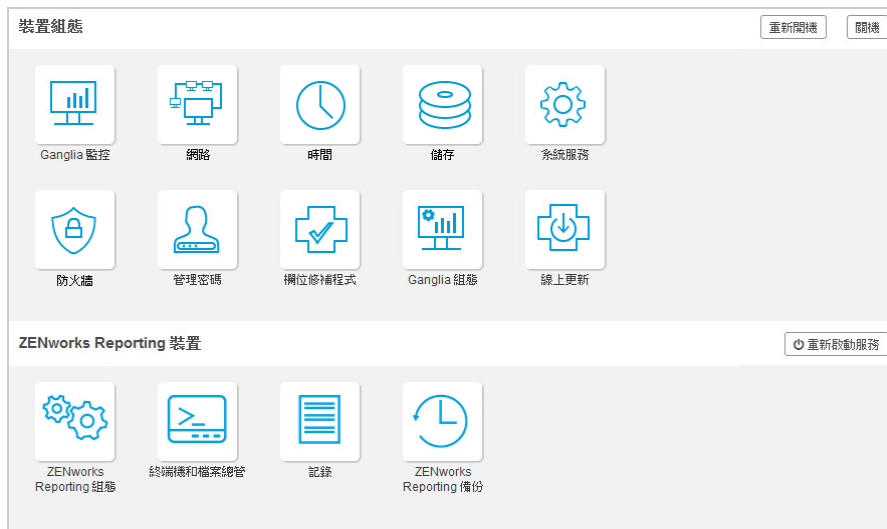 裝置組態
重新開機
關機
Ganglia 監控
網路
時間
儲存
系統服務
防火牆
管理密碼
欄位修補程式
Ganglia 組態
線上更新
ZENworks Reporting 裝置
重新啟動服務
ZENworks
Reporting 組態
終端機和檔案總管
記錄
ZENworks
Reporting 備份